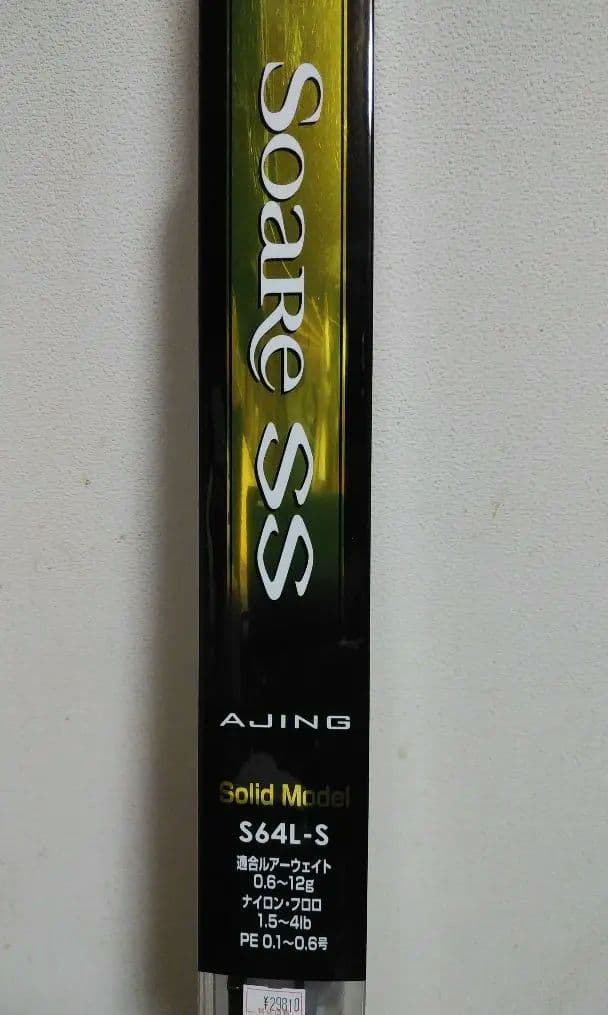 SoaRe SS
AJING
Solid Model
S64L-S
適合ルアーウェイト
0.6～12g
ナイロン・フロロ
1.5～4lb
PE 0.1～0.6号
¥29810